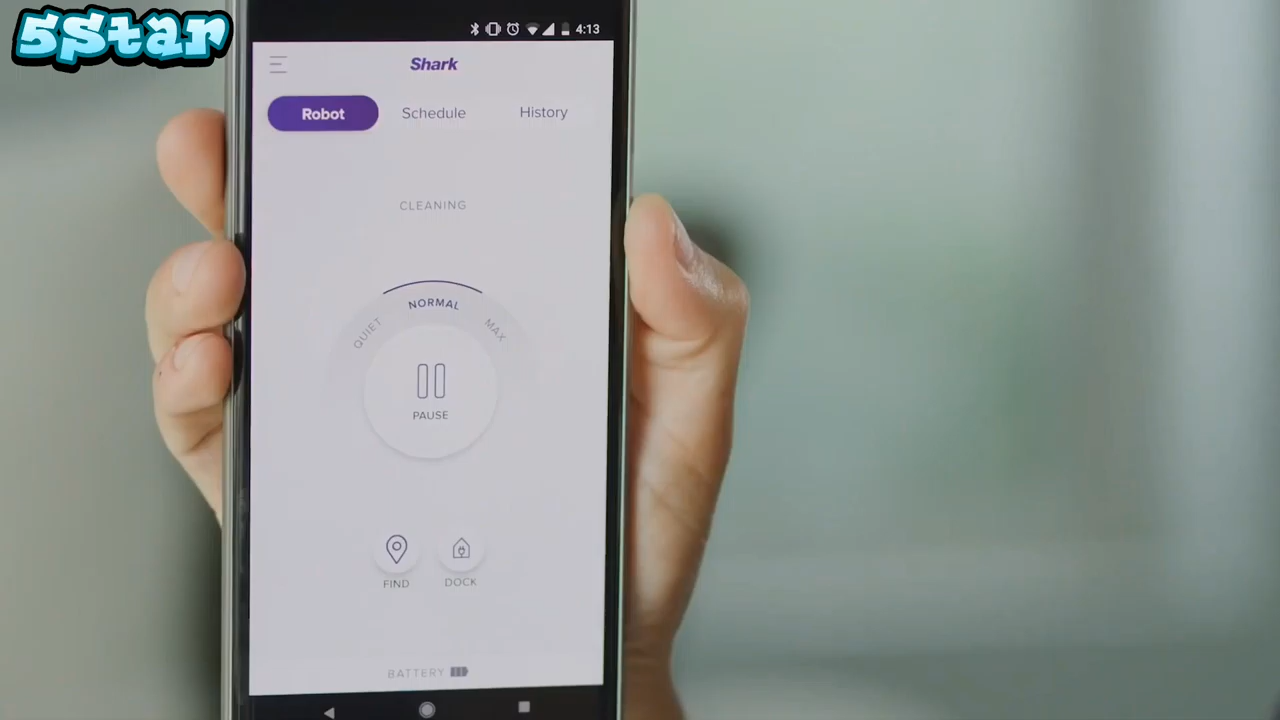 5Star
4:13
Shark
Robot Schedule History
CLEANING
NORMAL
QUIET MAX
PAUSE
FIND DOCK
BATTERY